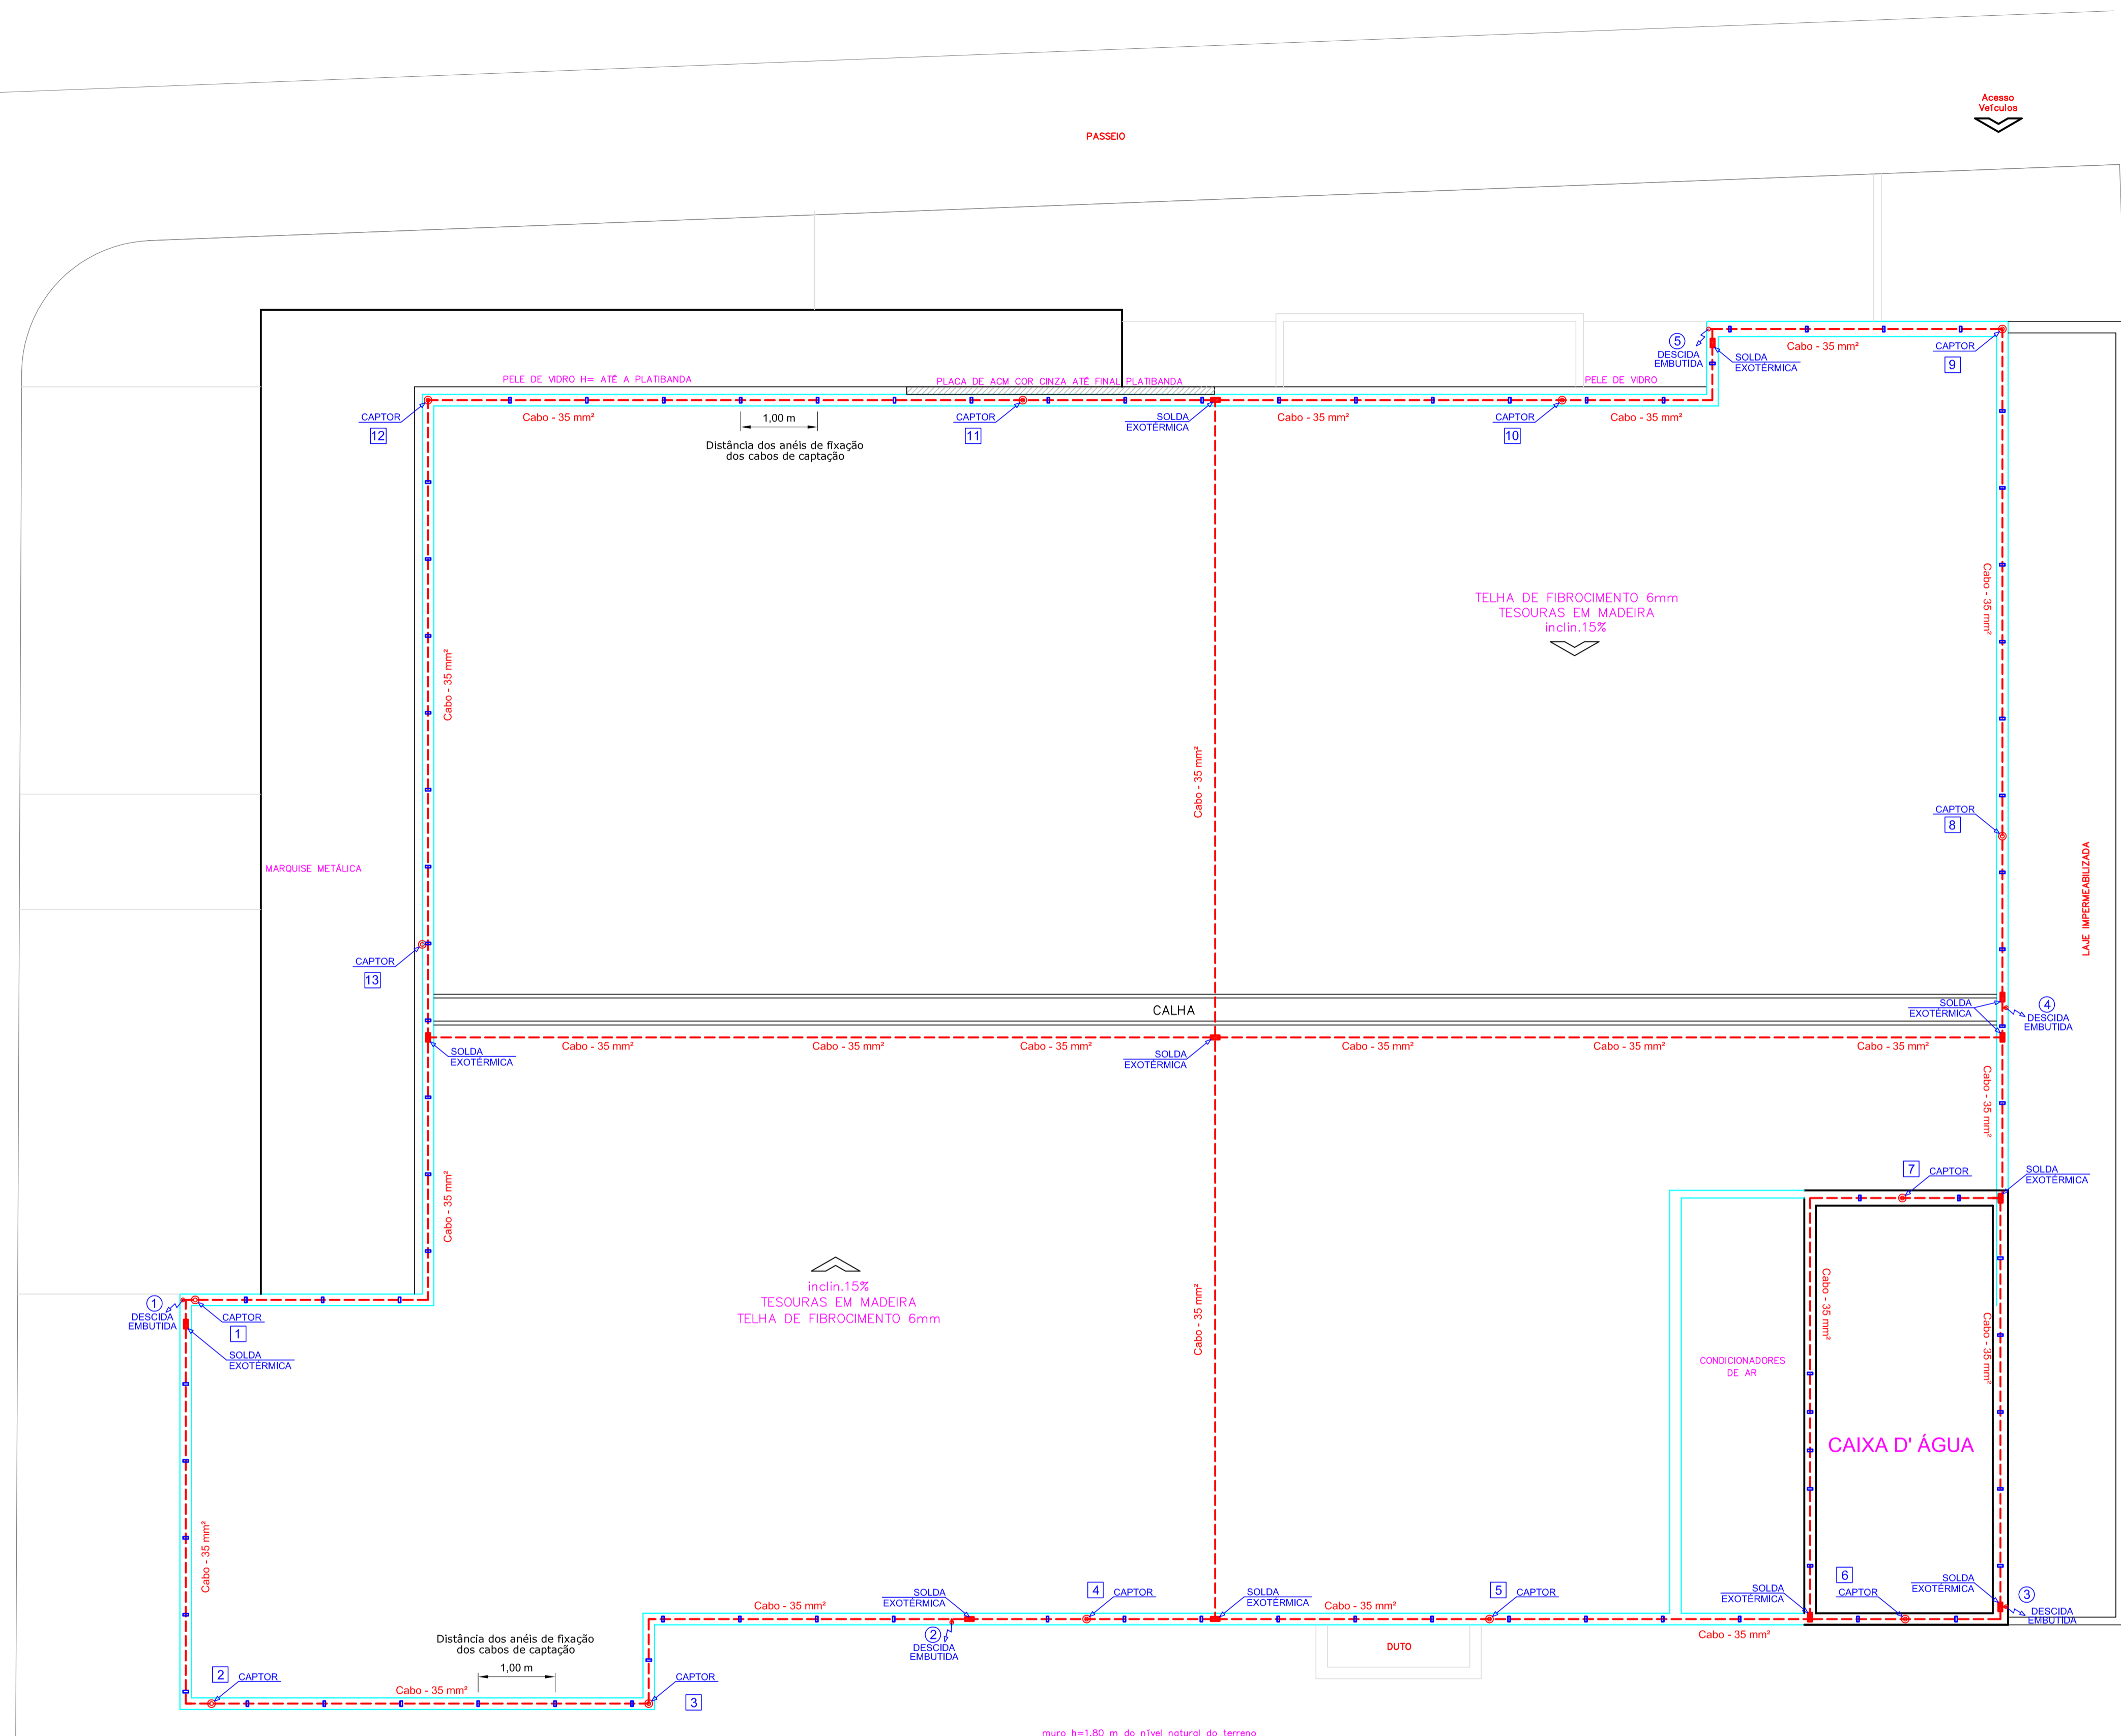 Acesso
Veículos
PASSEIO
5
DESCIDA
EMBUTIDA
SOLDA
EXOTÉRMICA
Cabo - 35 mm²
CAPTOR
9
PELE DE VIDRO H= ATÉ A PLATIBANDA
PLACA DE ACM COR CINZA ATÉ FINAL PLATIBANDA
PELE DE VIDRO
CAPTOR
12
Cabo - 35 mm²
1,00 m
Distância dos anéis de fixação
dos cabos de captação
CAPTOR
11
SOLDA
EXOTÉRMICA
Cabo - 35 mm²
CAPTOR
10
Cabo - 35 mm²
TELHA DE FIBROCIMENTO 6mm
TESOURAS EM MADEIRA
inclin.15%
Cabo - 35 mm²
Cabo - 35 mm²
Cabo - 35 mm²
CAPTOR
8
MARQUISE METÁLICA
LAJE IMPERMEABILIZADA
CAPTOR
13
CALHA
SOLDA
EXOTÉRMICA
4
DESCIDA
EMBUTIDA
SOLDA
EXOTÉRMICA
Cabo - 35 mm²
Cabo - 35 mm²
Cabo - 35 mm²
SOLDA
EXOTÉRMICA
Cabo - 35 mm²
Cabo - 35 mm²
Cabo - 35 mm²
Cabo - 35 mm²
7
CAPTOR
SOLDA
EXOTÉRMICA
Cabo - 35 mm²
1
DESCIDA
EMBUTIDA
CAPTOR
1
SOLDA
EXOTÉRMICA
inclin.15%
TESOURAS EM MADEIRA
TELHA DE FIBROCIMENTO 6mm
Cabo - 35 mm²
Cabo - 35 mm²
Cabo - 35 mm²
CONDICIONADORES
DE AR
CAIXA D' ÁGUA
Cabo - 35 mm²
Cabo - 35 mm²
SOLDA
EXOTÉRMICA
2
DESCIDA
EMBUTIDA
4
CAPTOR
SOLDA
EXOTÉRMICA
Cabo - 35 mm²
5
CAPTOR
SOLDA
EXOTÉRMICA
6
CAPTOR
SOLDA
EXOTÉRMICA
3
DESCIDA
EMBUTIDA
Cabo - 35 mm²
DUTO
Distância dos anéis de fixação
dos cabos de captação
1,00 m
2
CAPTOR
Cabo - 35 mm²
CAPTOR
3
muro h=1,80 m do nível natural do terreno